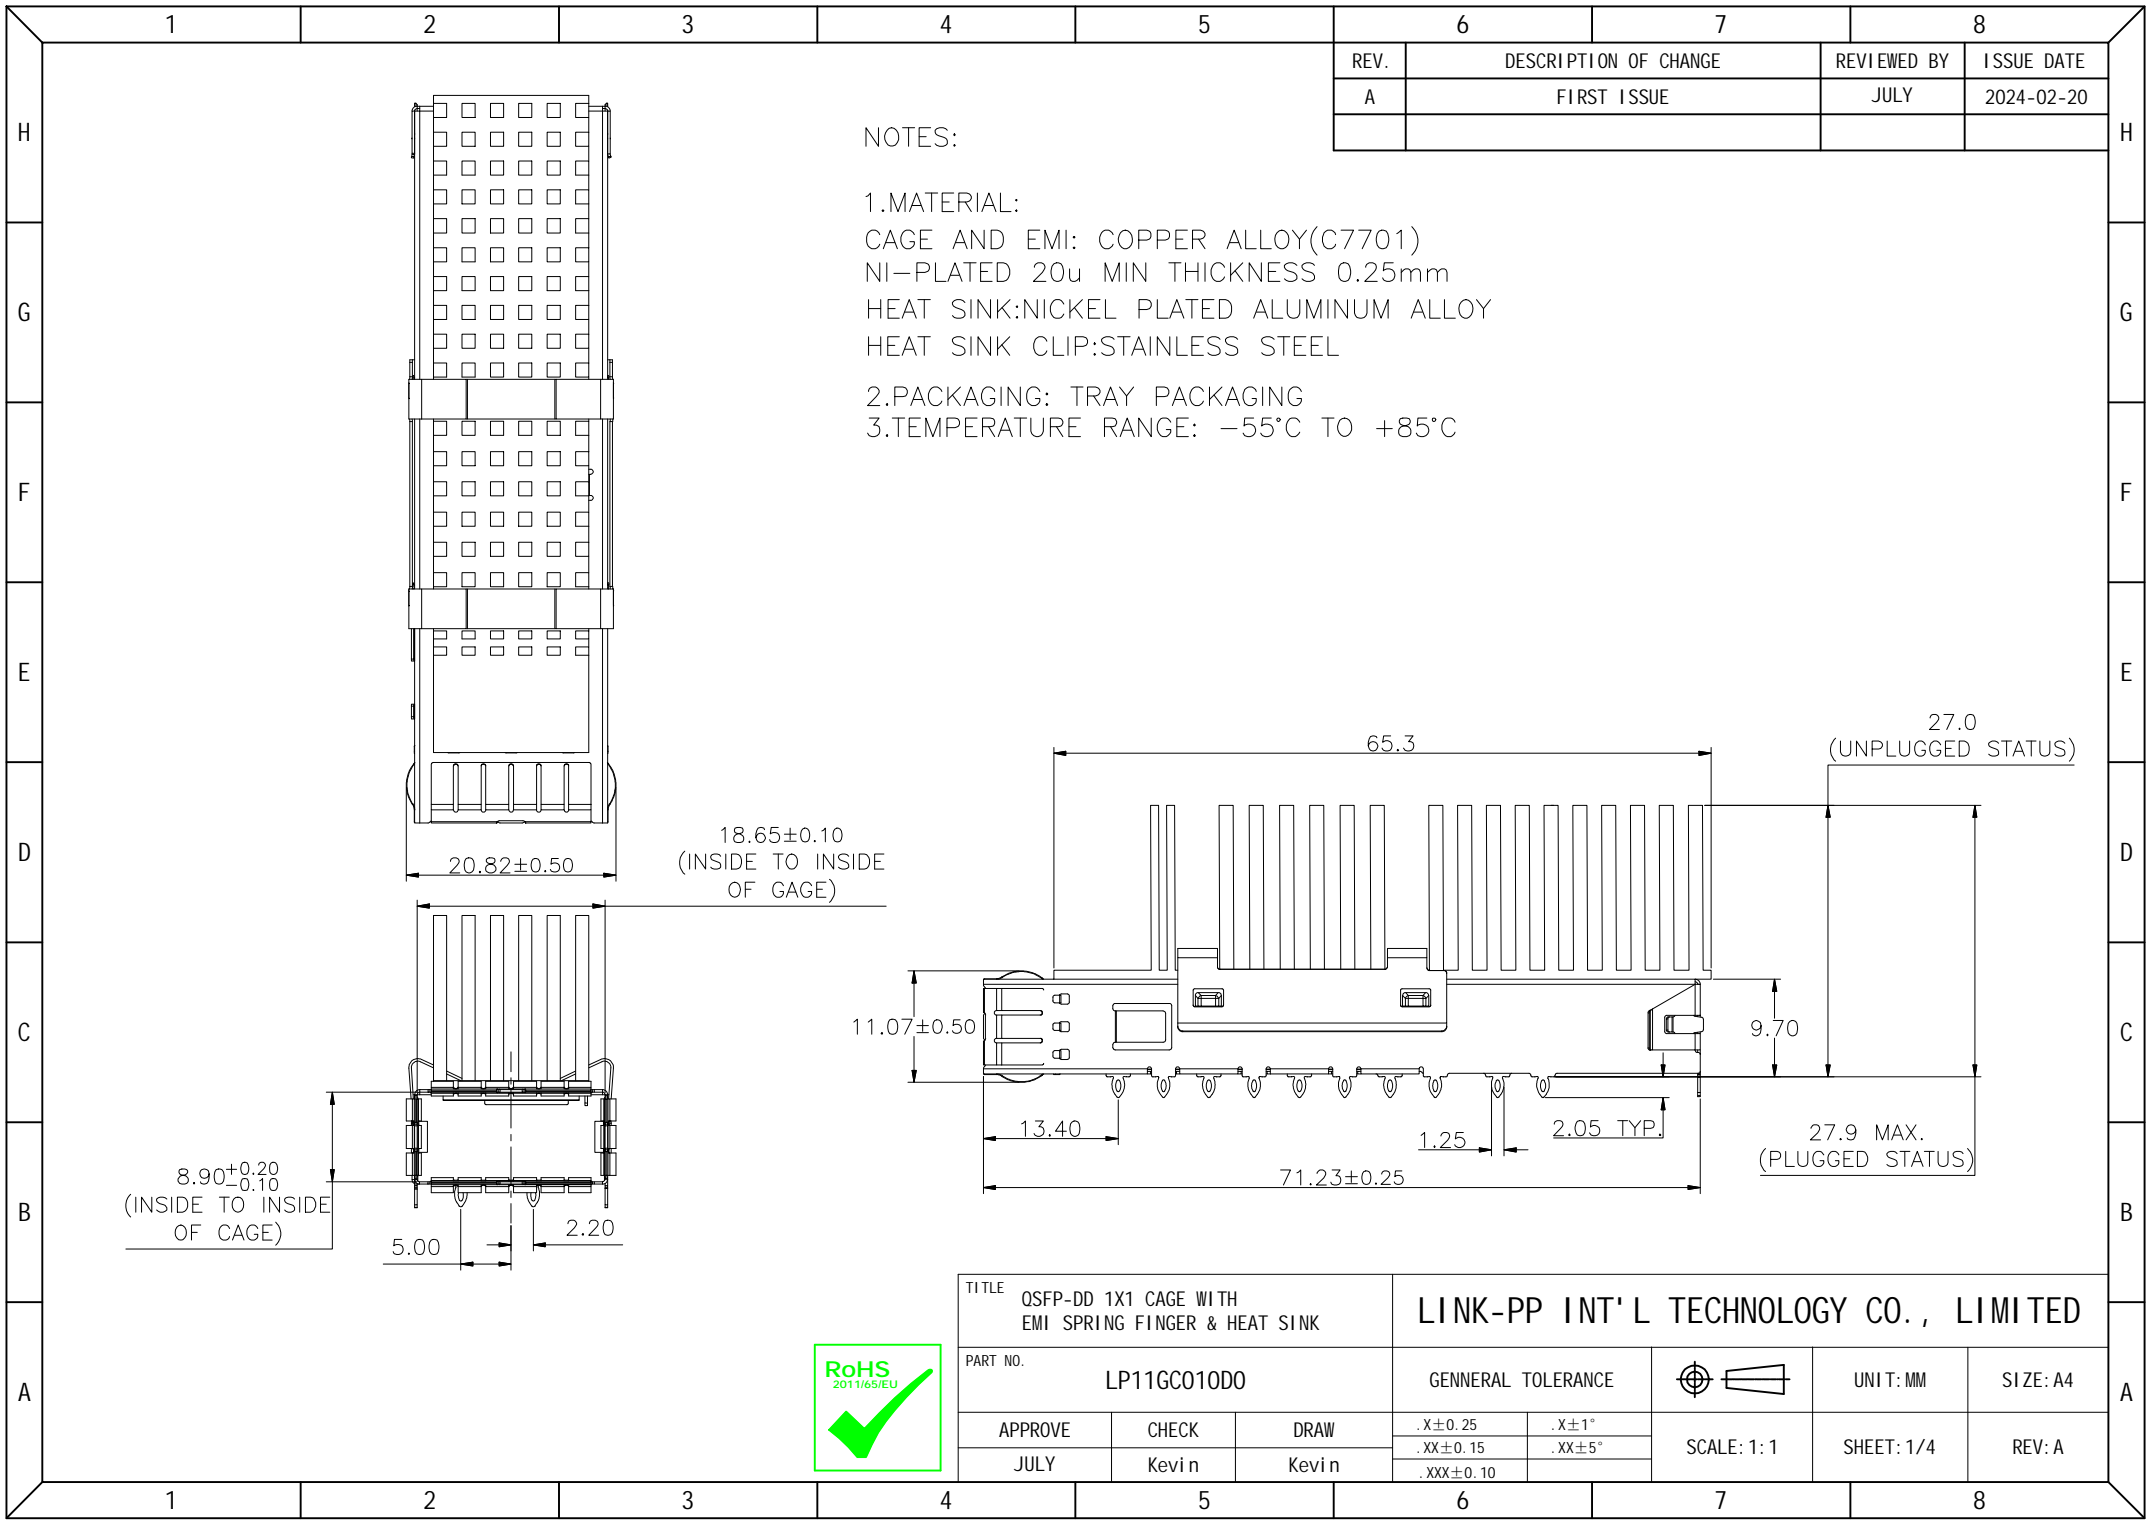 1 2 3 4 5 6 7 8
REV. DESCRIPTION OF CHANGE REVIEWED BY ISSUE DATE
A FIRST ISSUE JULY 2024-02-20
H H
G G
F F
E E
D D
C C
B B
A A
NOTES:
1.MATERIAL:
CAGE AND EMI: COPPER ALLOY(C7701)
NI-PLATED 20u MIN THICKNESS 0.25mm
HEAT SINK:NICKEL PLATED ALUMINUM ALLOY
HEAT SINK CLIP:STAINLESS STEEL
2.PACKAGING: TRAY PACKAGING
3.TEMPERATURE RANGE: -55°C TO +85°C
20.82±0.50
18.65±0.10
(INSIDE TO INSIDE
OF GAGE)
8.90+0.20
-0.10
(INSIDE TO INSIDE
OF CAGE)
5.00
2.20
65.3
27.0
(UNPLUGGED STATUS)
11.07±0.50
9.70
13.40
1.25
2.05 TYP.
27.9 MAX.
(PLUGGED STATUS)
71.23±0.25
RoHS
2011/65/EU
TITLE
QSFP-DD 1X1 CAGE WITH
EMI SPRING FINGER & HEAT SINK
LINK-PP INT'L TECHNOLOGY CO., LIMITED
PART NO.
LP11GC010D0
GENNERAL TOLERANCE
UNIT:MM
SIZE:A4
APPROVE CHECK DRAW
JULY Kevin Kevin
.X±0.25 .X±1°
.XX±0.15 .XX±5°
.XXX±0.10
SCALE:1:1
SHEET:1/4
REV:A
1 2 3 4 5 6 7 8